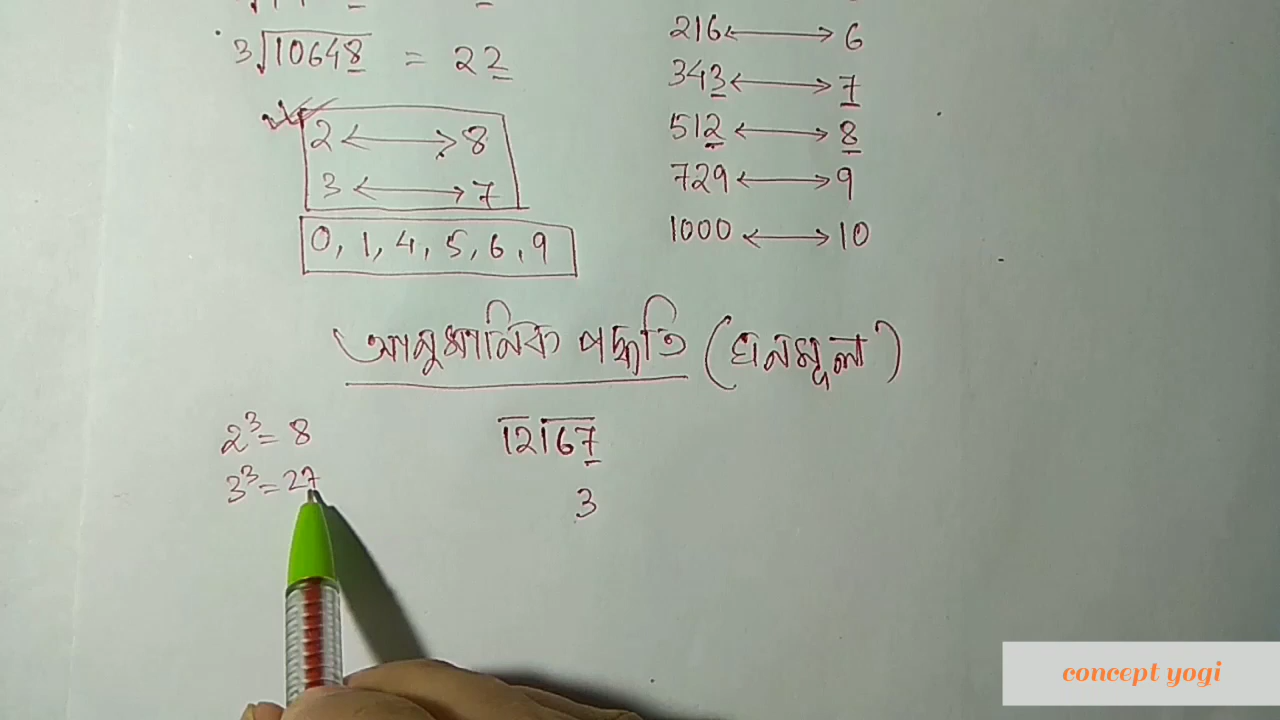 ³√10648 = 22
2 ↔ 8
3 ↔ 7
0, 1, 4, 5, 6, 9
216 ↔ 6
343 ↔ 7
512 ↔ 8
729 ↔ 9
1000 ↔ 10
আনুমানিক পদ্ধতি (ঘনমূল)
2³ = 8
3³ = 27
12167
3
concept yogi